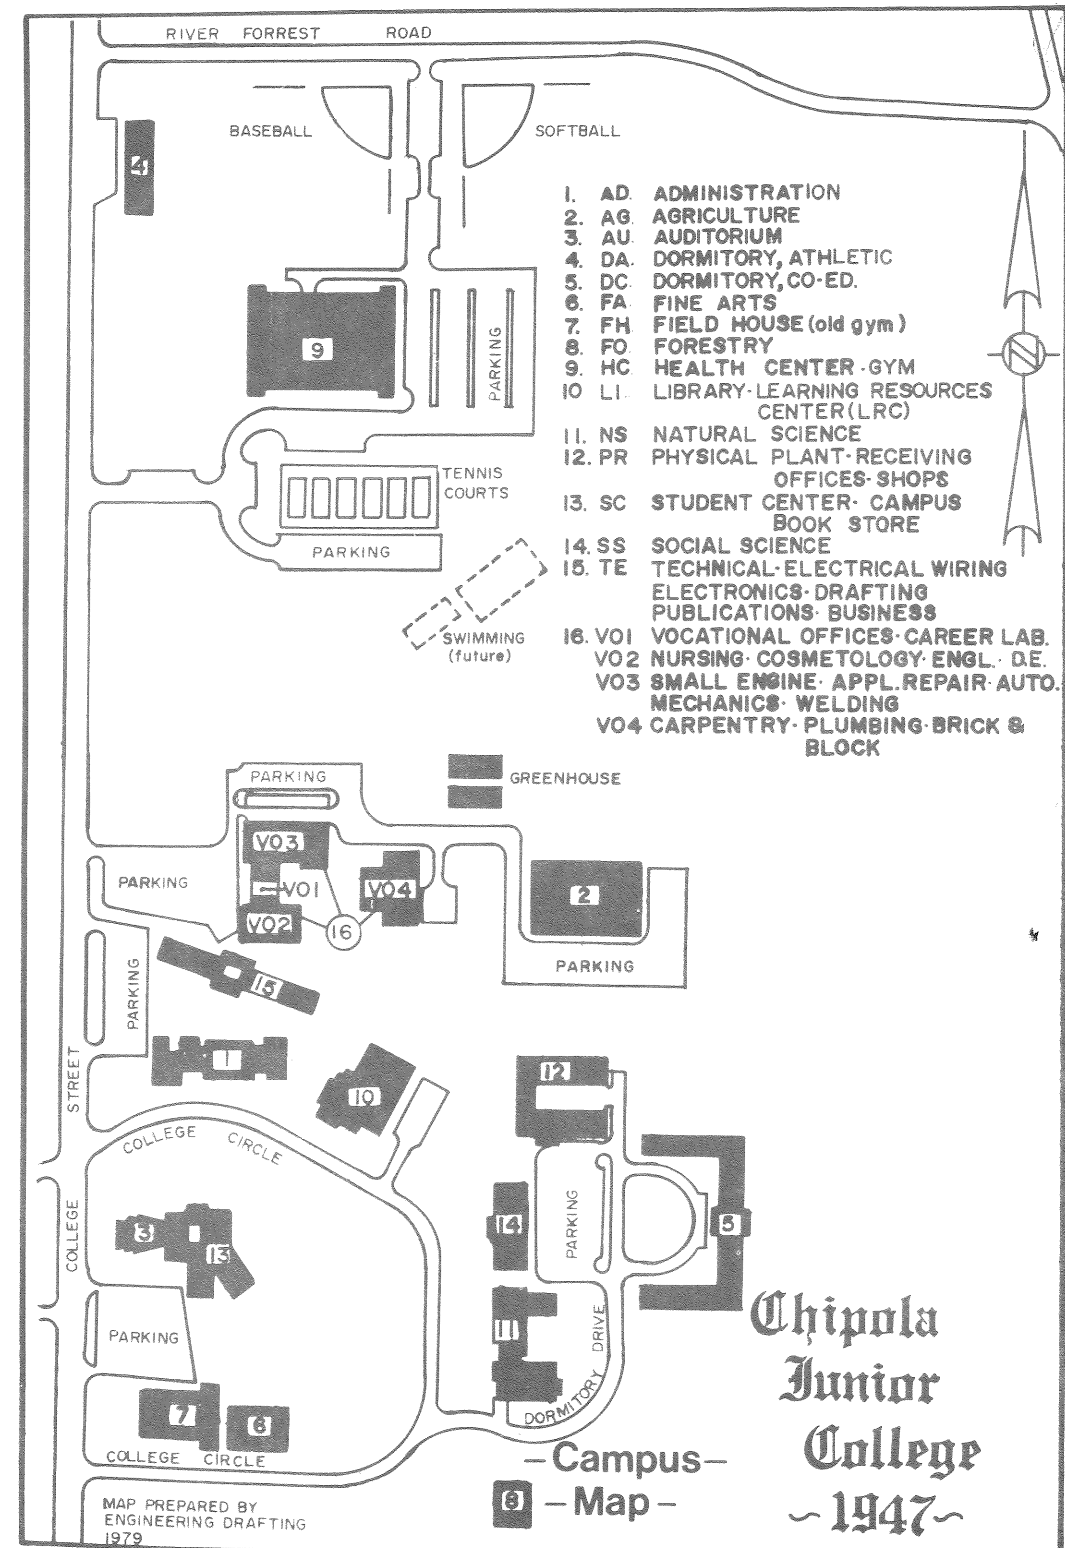 RIVER FORREST ROAD
BASEBALL
SOFTBALL
4
1. AD. ADMINISTRATION
2. AG. AGRICULTURE
3. AU. AUDITORIUM
4 DA. DORMITORY, ATHLETIC
5. DC. DORMITORY, CO-ED.
6. FA FINE ARTS
7. FH FIELD HOUSE (old gym)
8. FO FORESTRY
9. HC HEALTH CENTER·GYM
10 LI. LIBRARY·LEARNING RESOURCES
CENTER(LRC)
11. NS NATURAL SCIENCE
12. PR PHYSICAL PLANT·RECEIVING
OFFICES·SHOPS
13. SC STUDENT CENTER· CAMPUS
BOOK STORE
14. SS SOCIAL SCIENCE
15. TE TECHNICAL·ELECTRICAL WIRING
ELECTRONICS·DRAFTING
PUBLICATIONS·BUSINESS
16. VO1 VOCATIONAL OFFICES·CAREER LAB.
VO2 NURSING·COSMETOLOGY·ENGL. D.E.
VO3 SMALL ENGINE· APPL.REPAIR·AUTO.
MECHANICS· WELDING
VO4 CARPENTRY·PLUMBING·BRICK &
BLOCK
N
9
PARKING
TENNIS
COURTS
PARKING
SWIMMING
(future)
PARKING
GREENHOUSE
VO3
PARKING
VO1
VO4
2
VO2
16
PARKING
PARKING
15
STREET
1
10
12
COLLEGE CIRCLE
COLLEGE
3
13
14
PARKING
5
PARKING
11
DORMITORY DRIVE
7
6
COLLEGE CIRCLE
Chipola
Junior
College
~1947~
-Campus-
8
-Map-
MAP PREPARED BY
ENGINEERING DRAFTING
1979